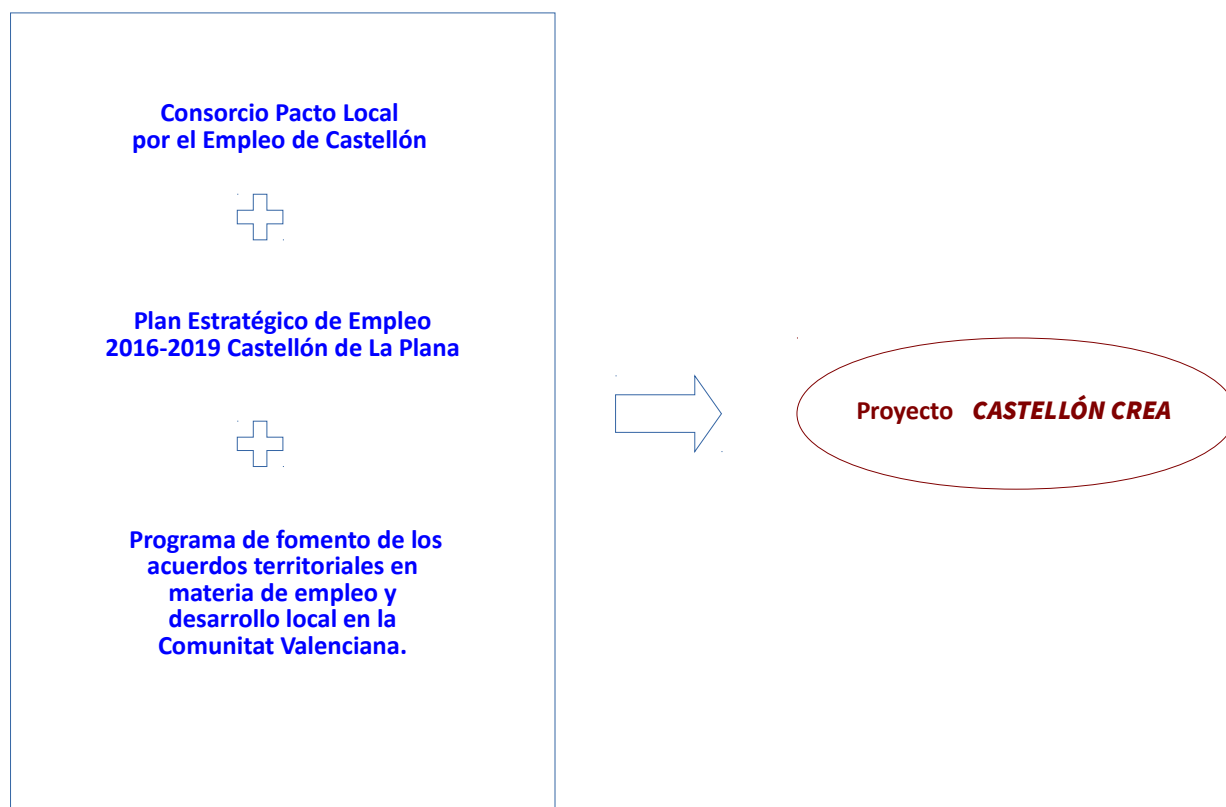 Consorcio Pacto Local
por el Empleo de Castellón
Plan Estratégico de Empleo
2016-2019 Castellón de La Plana
Proyecto CASTELLÓN CREA
Programa de fomento de los
acuerdos territoriales en
materia de empleo y
desarrollo local en la
Comunitat Valenciana.